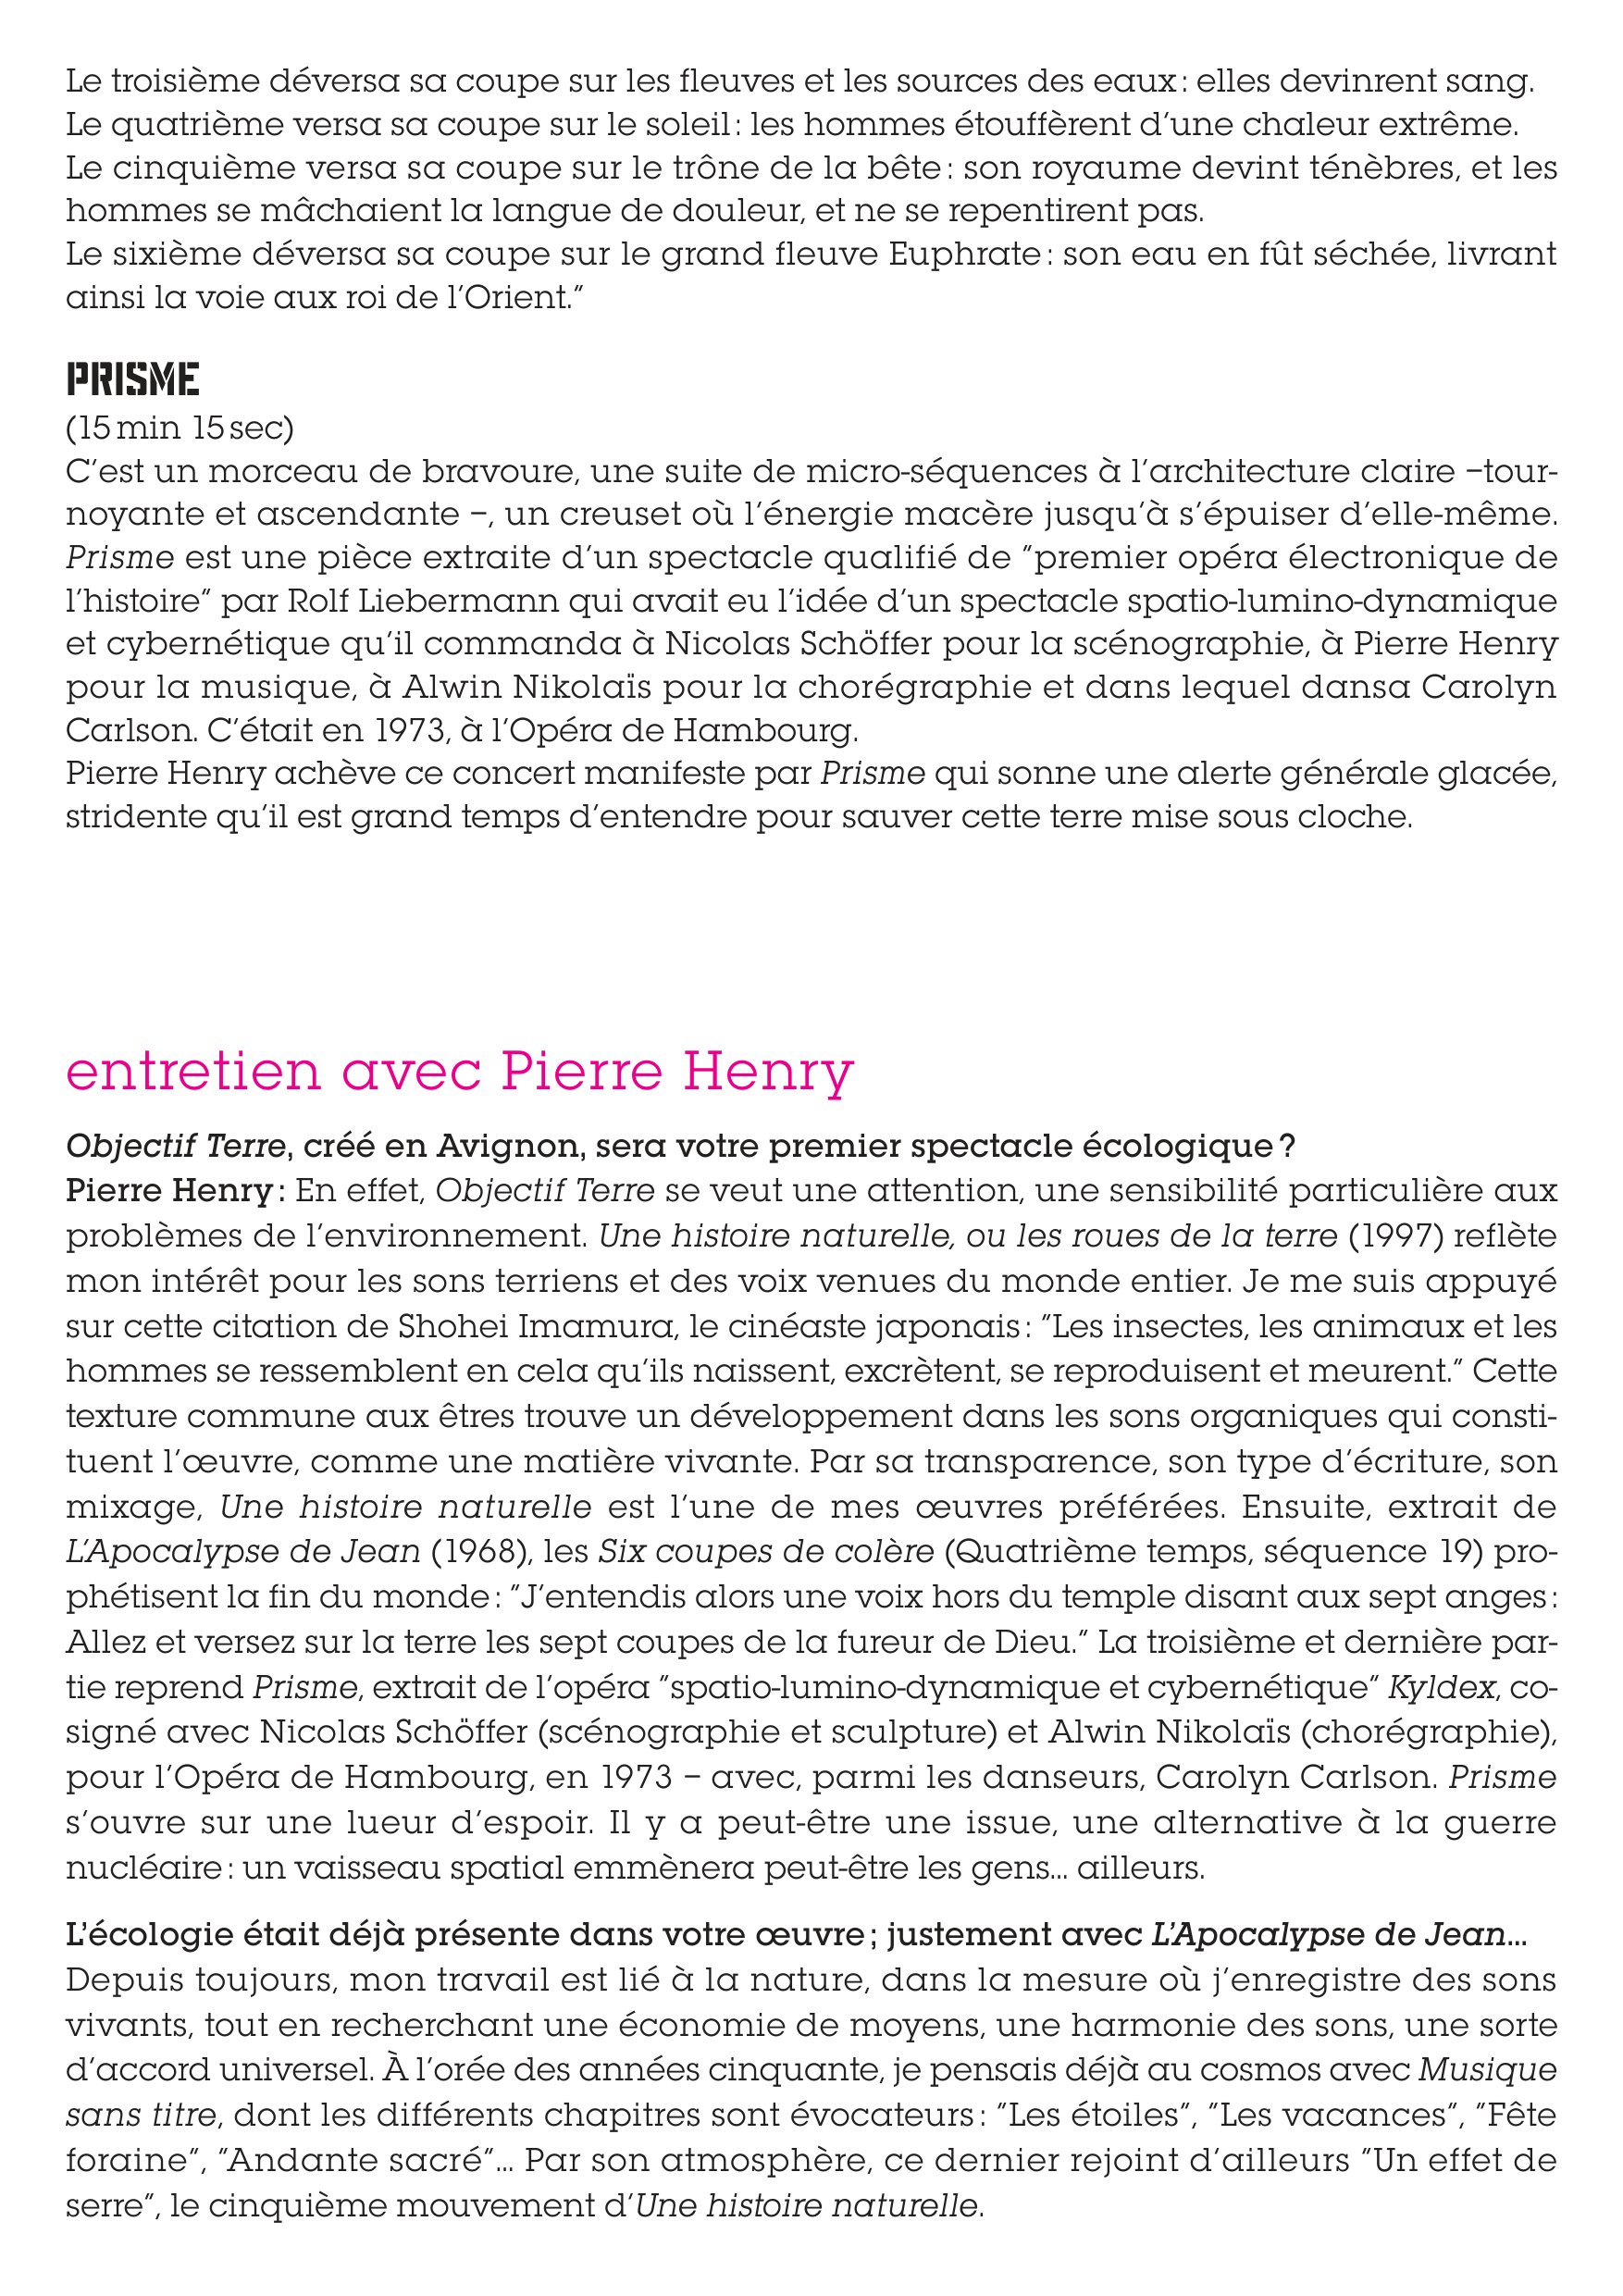 Le troisième déversa sa coupe sur les fleuves et les sources des eaux : elles devinrent sang.
Le quatrième versa sa coupe sur le soleil : les hommes étouffèrent d’une chaleur extrême.
Le cinquième versa sa coupe sur le trône de la bête : son royaume devint ténèbres, et les
hommes se mâchaient la langue de douleur, et ne se repentirent pas.
Le sixième déversa sa coupe sur le grand fleuve Euphrate : son eau en fût séchée, livrant
ainsi la voie aux roi de l’Orient.”
PRISME
(15 min 15 sec)
C’est un morceau de bravoure, une suite de micro-séquences à l’architecture claire –tour-
noyante et ascendante –, un creuset où l’énergie macère jusqu’à s’épuiser d’elle-même.
Prisme est une pièce extraite d’un spectacle qualifié de “premier opéra électronique de
l’histoire” par Rolf Liebermann qui avait eu l’idée d’un spectacle spatio-lumino-dynamique
et cybernétique qu’il commanda à Nicolas Schöffer pour la scénographie, à Pierre Henry
pour la musique, à Alwin Nikolaïs pour la chorégraphie et dans lequel dansa Carolyn
Carlson. C’était en 1973, à l’Opéra de Hambourg.
Pierre Henry achève ce concert manifeste par Prisme qui sonne une alerte générale glacée,
stridente qu’il est grand temps d’entendre pour sauver cette terre mise sous cloche.
entretien avec Pierre Henry
Objectif Terre, créé en Avignon, sera votre premier spectacle écologique ?
Pierre Henry : En effet, Objectif Terre se veut une attention, une sensibilité particulière aux
problèmes de l’environnement. Une histoire naturelle, ou les roues de la terre (1997) reflète
mon intérêt pour les sons terriens et des voix venues du monde entier. Je me suis appuyé
sur cette citation de Shohei Imamura, le cinéaste japonais : “Les insectes, les animaux et les
hommes se ressemblent en cela qu’ils naissent, excrètent, se reproduisent et meurent.” Cette
texture commune aux êtres trouve un développement dans les sons organiques qui consti-
tuent l’œuvre, comme une matière vivante. Par sa transparence, son type d’écriture, son
mixage, Une histoire naturelle est l’une de mes œuvres préférées. Ensuite, extrait de
L’Apocalypse de Jean (1968), les Six coupes de colère (Quatrième temps, séquence 19) pro-
phétisent la fin du monde : “J’entendis alors une voix hors du temple disant aux sept anges :
Allez et versez sur la terre les sept coupes de la fureur de Dieu.” La troisième et dernière par-
tie reprend Prisme, extrait de l’opéra “spatio-lumino-dynamique et cybernétique” Kyldex, co-
signé avec Nicolas Schöffer (scénographie et sculpture) et Alwin Nikolaïs (chorégraphie),
pour l’Opéra de Hambourg, en 1973 – avec, parmi les danseurs, Carolyn Carlson. Prisme
s’ouvre sur une lueur d’espoir. Il y a peut-être une issue, une alternative à la guerre
nucléaire : un vaisseau spatial emmènera peut-être les gens... ailleurs.
L’écologie était déjà présente dans votre œuvre ; justement avec L’Apocalypse de Jean...
Depuis toujours, mon travail est lié à la nature, dans la mesure où j’enregistre des sons
vivants, tout en recherchant une économie de moyens, une harmonie des sons, une sorte
d’accord universel. À l’orée des années cinquante, je pensais déjà au cosmos avec Musique
sans titre, dont les différents chapitres sont évocateurs : “Les étoiles”, “Les vacances”, “Fête
foraine”, “Andante sacré”... Par son atmosphère, ce dernier rejoint d’ailleurs “Un effet de
serre”, le cinquième mouvement d’Une histoire naturelle.